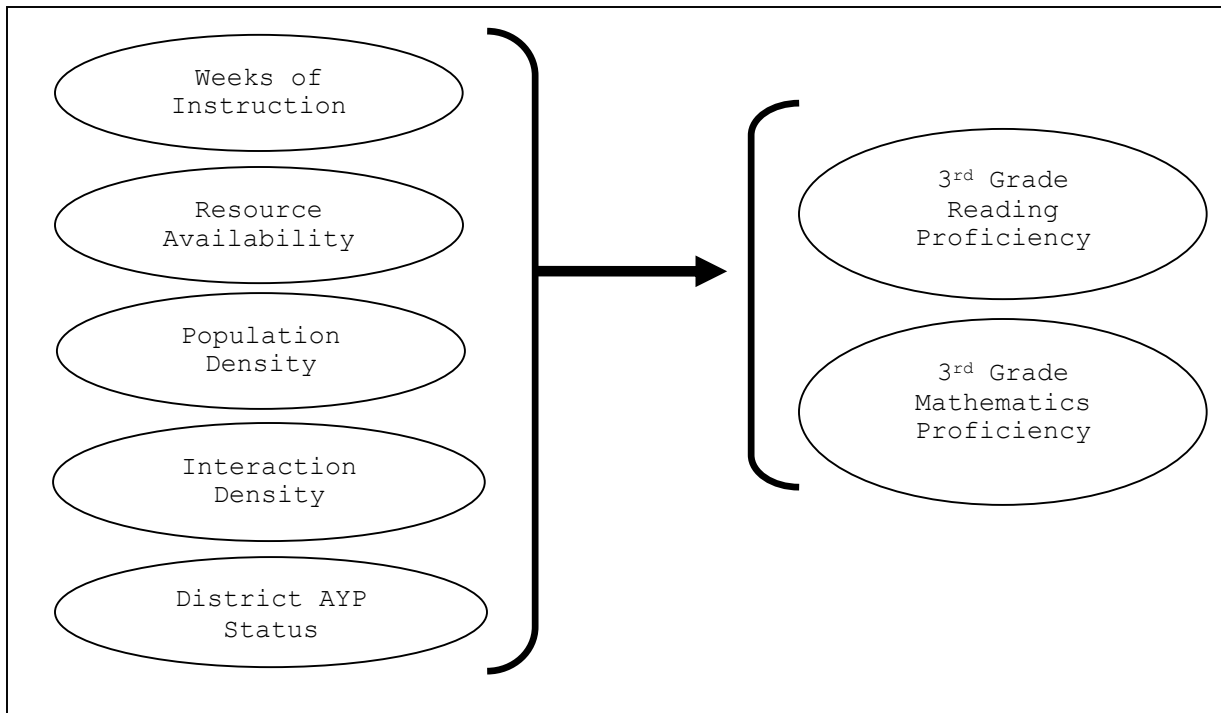 Weeks of
Instruction
Resource
Availability
Population
Density
Interaction
Density
District AYP
Status
3rd Grade
Reading
Proficiency
3rd Grade
Mathematics
Proficiency